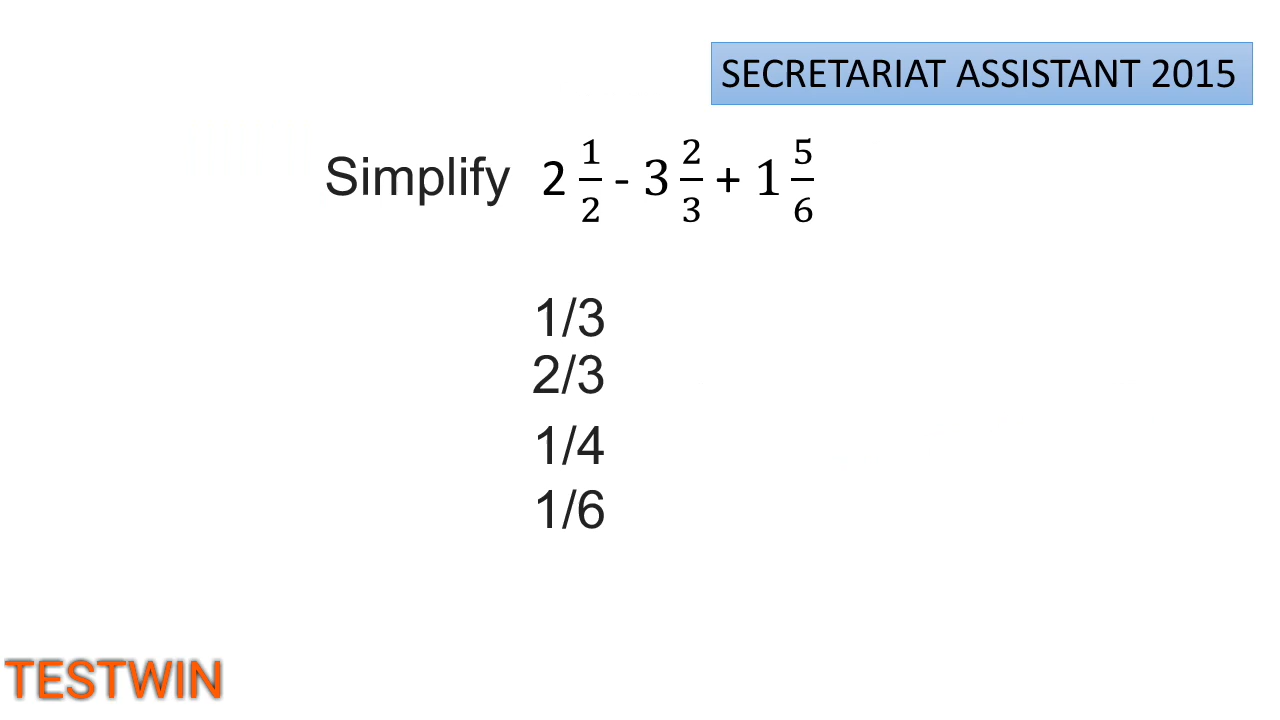 SECRETARIAT ASSISTANT 2015
Simplify 2 1/2 - 3 2/3 + 1 5/6
1/3
2/3
1/4
1/6
TESTWIN